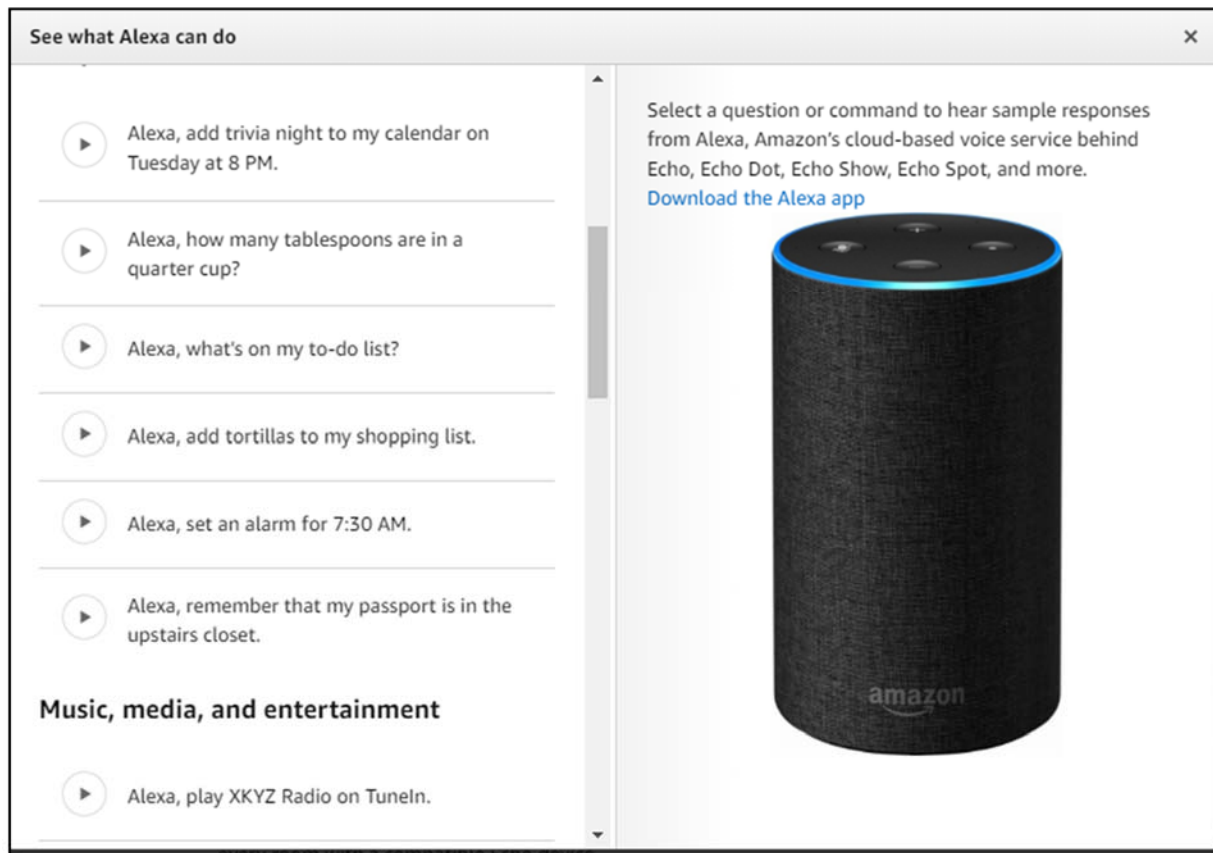 See what Alexa can do
×
Alexa, add trivia night to my calendar on
Tuesday at 8 PM.
Alexa, how many tablespoons are in a
quarter cup?
Alexa, what's on my to-do list?
Alexa, add tortillas to my shopping list.
Alexa, set an alarm for 7:30 AM.
Alexa, remember that my passport is in the
upstairs closet.
Music, media, and entertainment
Alexa, play XKYZ Radio on TuneIn.
Select a question or command to hear sample responses
from Alexa, Amazon’s cloud-based voice service behind
Echo, Echo Dot, Echo Show, Echo Spot, and more.
Download the Alexa app
amazon